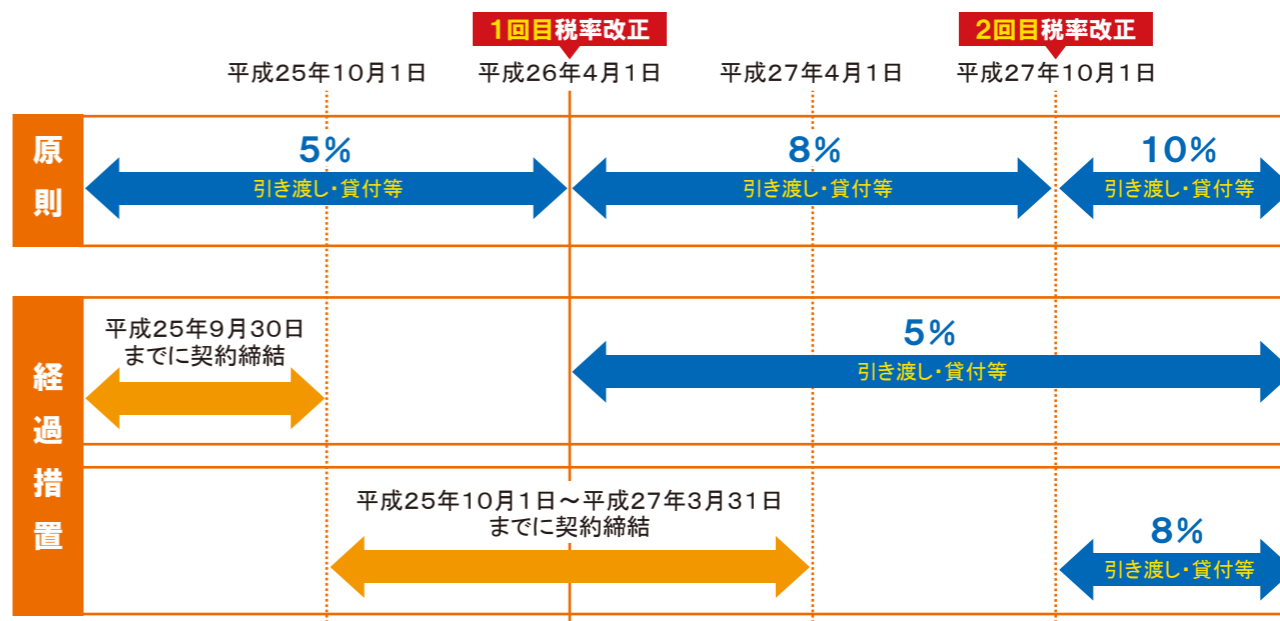 1回目税率改正
2回目税率改正
平成25年10月1日
平成26年4月1日
平成27年4月1日
平成27年10月1日
原則
5%
引き渡し・貸付等
8%
引き渡し・貸付等
10%
引き渡し・貸付等
経過措置
平成25年9月30日
までに契約締結
5%
引き渡し・貸付等
平成25年10月1日～平成27年3月31日
までに契約締結
8%
引き渡し・貸付等